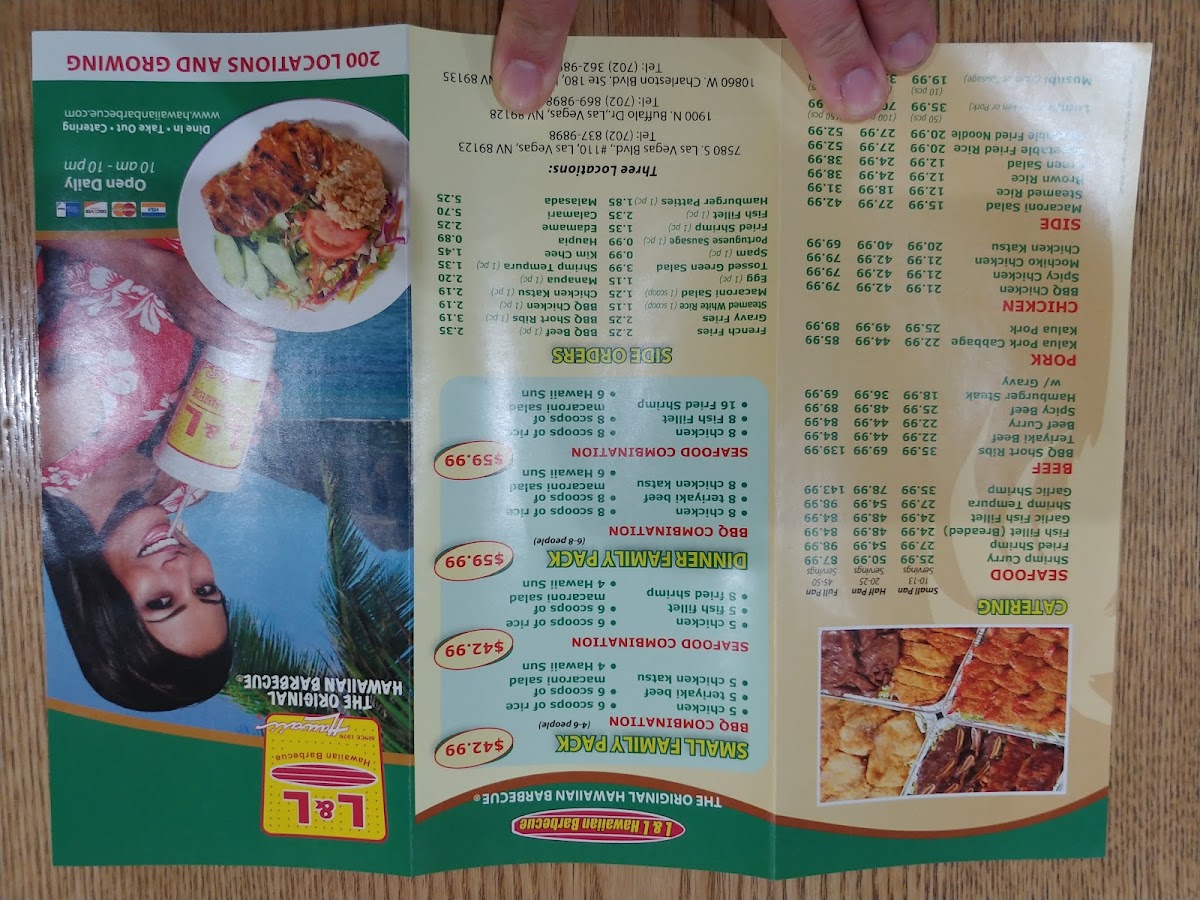 CATERING
Small Pan Half Pan Full Pan
10-13 20-25 45-50
Servings Servings Servings
SEAFOOD
Shrimp Curry 25.99 50.99 87.99
Fried Shrimp 27.99 54.99 98.99
Fish Fillet (Breaded) 24.99 48.99 84.99
Garlic Fish Fillet 24.99 48.99 84.99
Shrimp Tempura 27.99 54.99 98.99
Garlic Shrimp 35.99 78.99 143.99
BEEF
BBQ Short Ribs 35.99 69.99 139.99
Teriyaki Beef 22.99 44.99 84.99
Beef Curry 22.99 44.99 84.99
Spicy Beef 25.99 48.99 89.99
Hamburger Steak 18.99 36.99 69.99
w/ Gravy
PORK
Kalua Pork Cabbage 22.99 44.99 85.99
Kalua Pork 25.99 49.99 89.99
CHICKEN
BBQ Chicken 21.99 42.99 79.99
Spicy Chicken 21.99 42.99 79.99
Mochiko Chicken 21.99 42.99 79.99
Chicken Katsu 20.99 40.99 69.99
SIDE
Macaroni Salad 15.99 27.99 42.99
Steamed Rice 12.99 18.99 31.99
Brown Rice 12.99 24.99 38.99
Green Salad 12.99 24.99 38.99
Vegetable Fried Rice 20.99 27.99 52.99
Vegetable Fried Noodle 20.99 27.99 52.99
(50 pcs) (100 (150 pcs)
or Pork) 35.99
(10 pcs)
Musubi or Sausage) 19.99
L & L Hawaiian Barbecue
THE ORIGINAL HAWAIIAN BARBECUE®
SMALL FAMILY PACK
BBQ COMBINATION (4-6 people) $42.99
• 5 chicken • 6 scoops of rice
• 5 teriyaki beef • 6 scoops of
• 5 chicken katsu macaroni salad
• 4 Hawaii Sun
SEAFOOD COMBINATION $42.99
• 5 chicken • 6 scoops of rice
• 5 fish fillet • 6 scoops of
• 8 fried shrimp macaroni salad
• 4 Hawaii Sun
DINNER FAMILY PACK
BBQ COMBINATION (6-8 people) $59.99
• 8 chicken • 8 scoops of rice
• 8 teriyaki beef • 8 scoops of
• 8 chicken katsu macaroni salad
• 6 Hawaii Sun
SEAFOOD COMBINATION $59.99
• 8 chicken • 8 scoops of rice
• 8 Fish Fillet • 8 scoops of
• 16 Fried Shrimp macaroni salad
• 6 Hawaii Sun
SIDE ORDERS
French Fries 2.25 BBQ Beef (1 pc) 2.35
Gravy Fries 2.25 BBQ Short Ribs (1 pc) 3.19
Steamed White Rice (1 scoop) 1.15 BBQ Chicken (1 pc) 2.19
Macaroni Salad (1 scoop) 1.25 Chicken Katsu (1 pc) 2.19
Egg (1 pc) 1.15 Manapua (1 pc) 2.20
Tossed Green Salad 3.99 Shrimp Tempura (1 pc) 1.35
Spam (1 pc) 0.99 Kim Chee 1.45
Portuguese Sausage (1 pc) 0.99 Haupia 0.89
Fried Shrimp (1 pc) 1.35 Edamame 2.25
Fish Fillet (1 pc) 2.35 Calamari 5.70
Hamburger Patties (1 pc) 1.85 Malasada 5.25
Three Locations:
7580 S. Las Vegas Blvd., #110, Las Vegas, NV 89123
Tel: (702) 837-9898
1900 N. Buffalo Dr., Las Vegas, NV 89128
Tel: (702) 869-9898
10860 W. Charleston Blvd. Ste 180, NV 89135
Tel: (702) 362-98
L & L
Hawaiian Barbecue
SINCE 1976 Hawaii
THE ORIGINAL
HAWAIIAN BARBECUE®
L&L
Open Daily
10 am - 10 pm
VISA DISCOVER
Dine - In • Take Out • Catering
www.hawaiianbarbecue.com
200 LOCATIONS AND GROWING